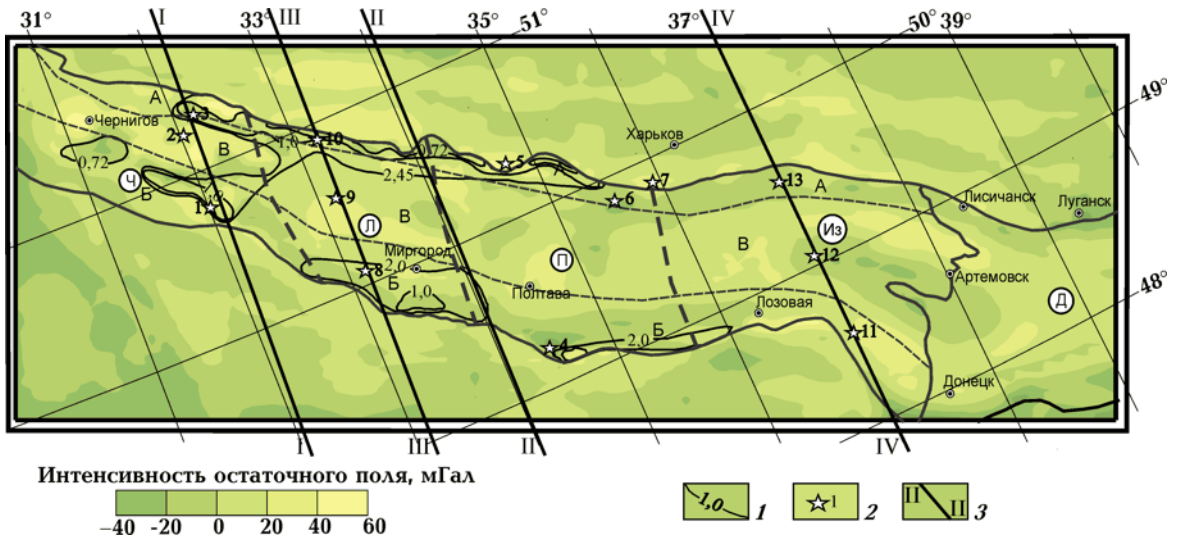 31° I 33° III II 35° 51° 37° IV 50° 39°
49°
А 3
Чернигов 2 10 1,0 Харьков
В 0,72 5
0,72 2,45 А 7 13 А
Ч 6 Лисичанск
Б 1 9 Луганск
Л В Из
В 12
Миргород П
2,0 8 Артемовск 48°
Б 1,0 Полтава Лозовая Д
Б 2,0 11
4
Донецк
I III II IV
Интенсивность остаточного поля, мГал
−40 -20 0 20 40 60
1,0 1 1 2 II II 3